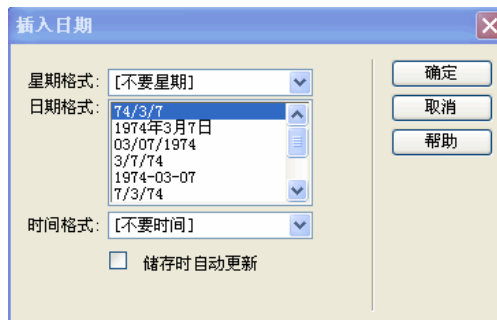 插入日期
星期格式: [不要星期]
日期格式: 74/3/7
1974年3月7日
03/07/1974
3/7/74
1974-03-07
7/3/74
时间格式: [不要时间]
储存时自动更新
确定
取消
帮助